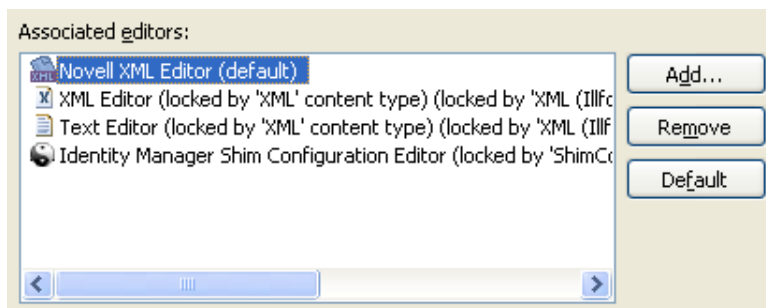 Associated editors:
Novell XML Editor (default)
Add...
XML Editor (locked by 'XML' content type) (locked by 'XML (Illfo
Text Editor (locked by 'XML' content type) (locked by 'XML (Illf
Remove
Identity Manager Shim Configuration Editor (locked by 'ShimCo
Default